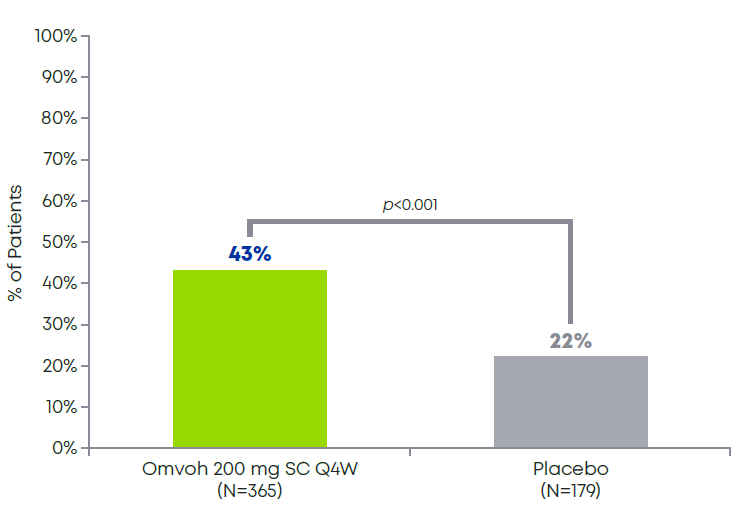 100%
90%
80%
70%
60%
50%
40%
30%
20%
10%
0%
% of Patients
p<0.001
43%
22%
Omvoh 200 mg SC Q4W
(N=365)
Placebo
(N=179)